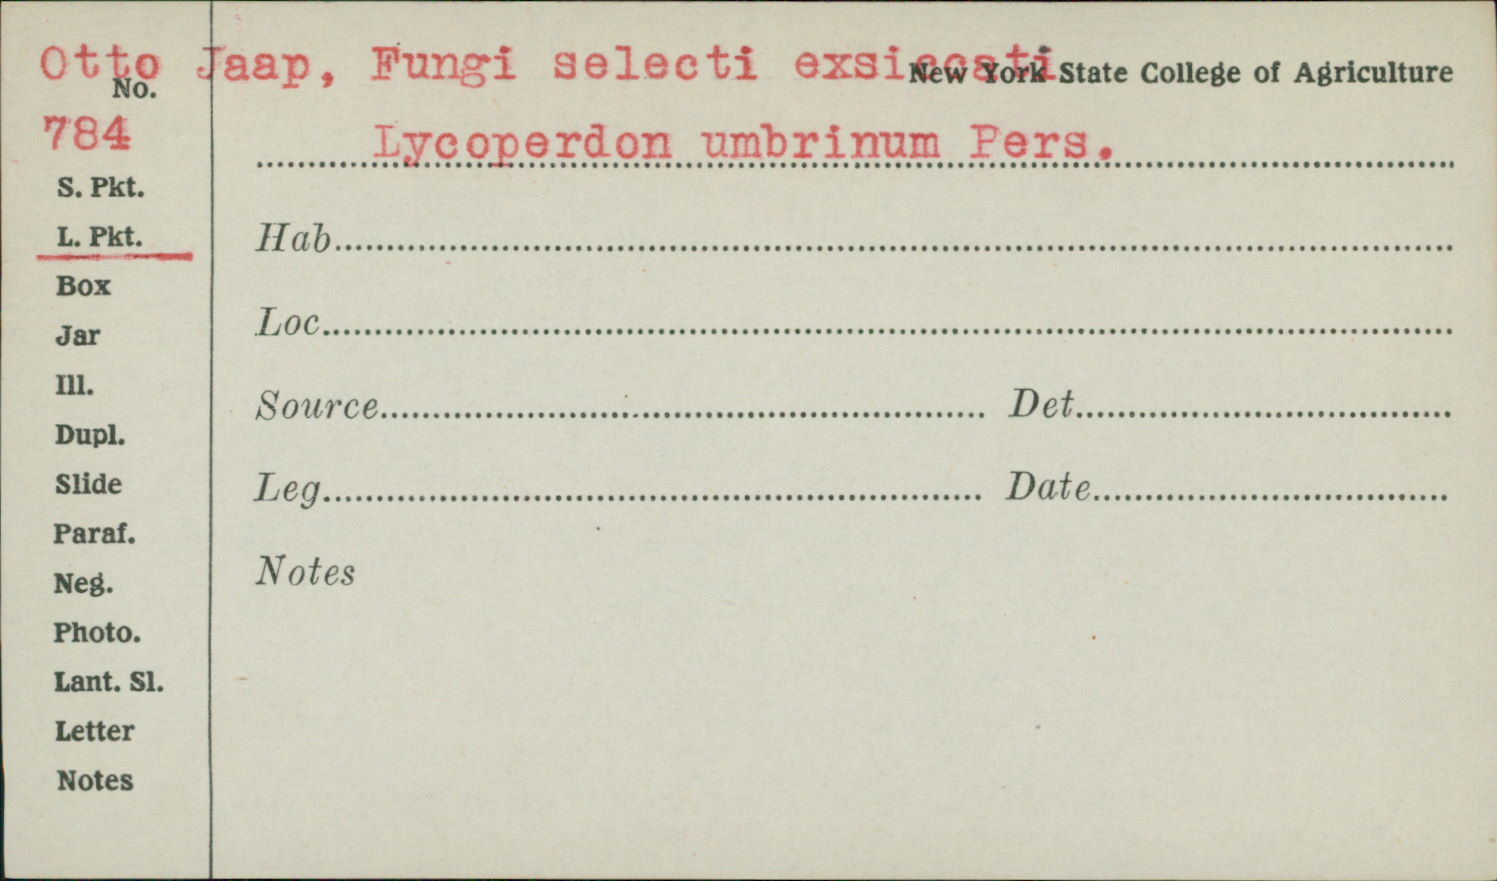 Otto Jaap, Fungi selecti exsiccati
New York State College of Agriculture
No.
784
Lycoperdon umbrinum Pers.
S. Pkt.
L. Pkt.
Hab.
Box
Loc.
Jar
Ill.
Source
Det.
Dupl.
Slide
Leg.
Date
Paraf.
Neg.
Notes
Photo.
Lant. Sl.
Letter
Notes